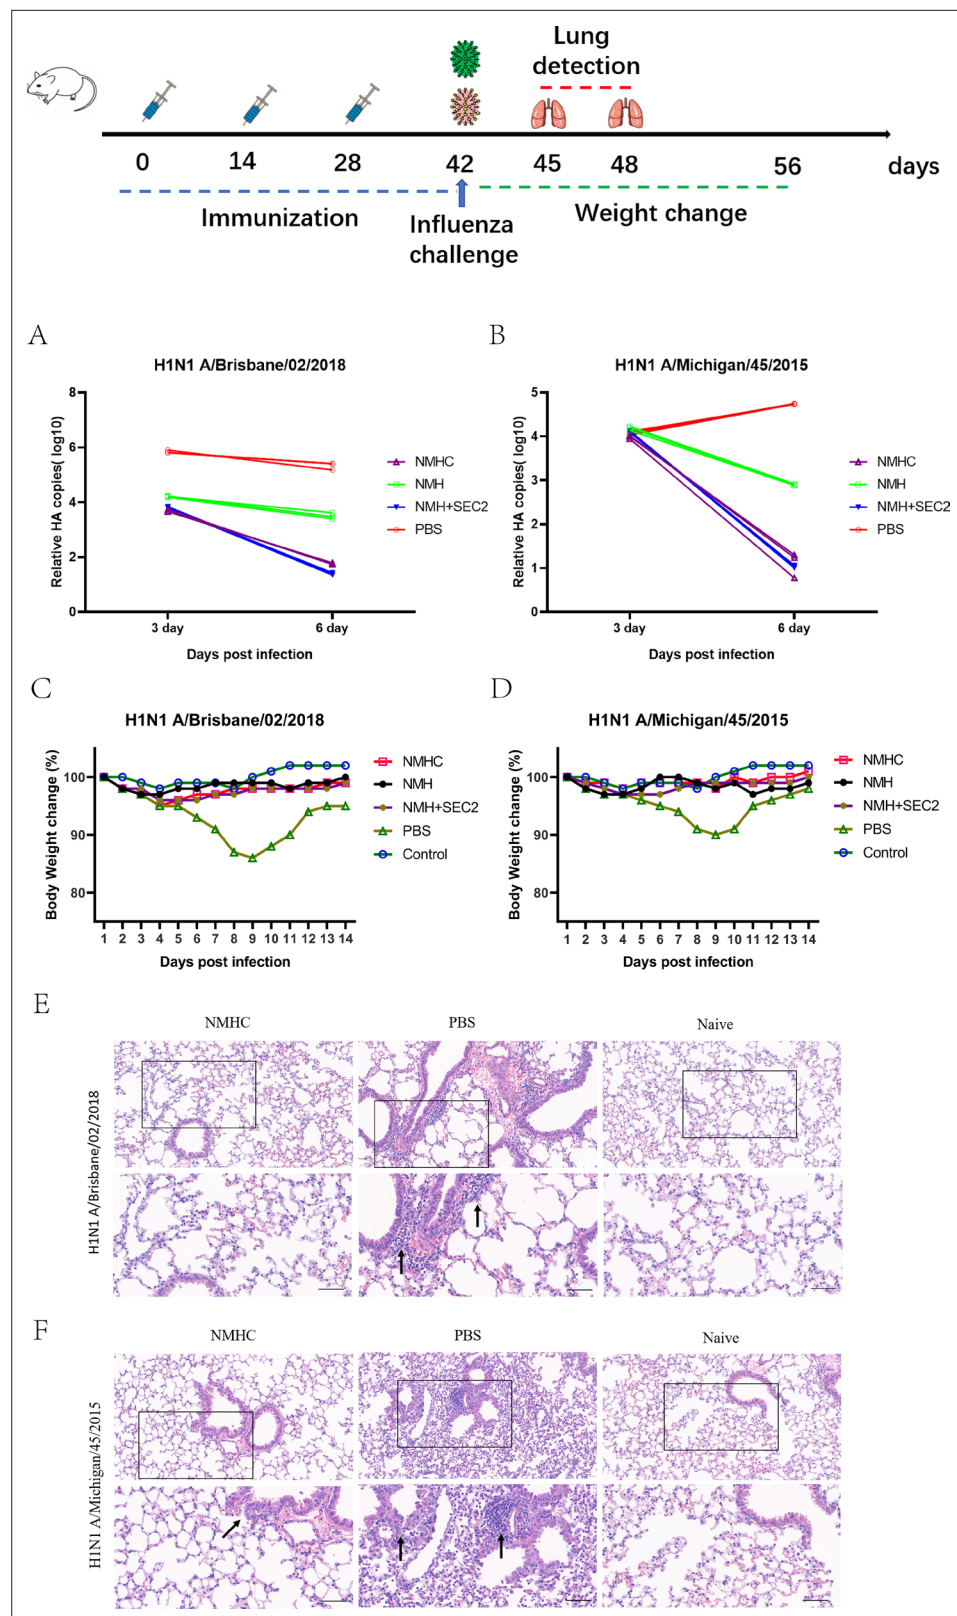 Lung
detection
0 14 28 42 45 48 56 days
Immunization
Influenza
challenge
Weight change
A
H1N1 A/Brisbane/02/2018
Relative HA copies( log10)
8
6
4
2
0
3 day 6 day
Days post infection
NMHC
NMH
NMH+SEC2
PBS
B
H1N1 A/Michigan/45/2015
Relative HA copies( log10)
5
4
3
2
1
0
3 day 6 day
Days post infection
NMHC
NMH
NMH+SEC2
PBS
C
H1N1 A/Brisbane/02/2018
Body Weight change (%)
100
90
80
1 2 3 4 5 6 7 8 9 10 11 12 13 14
Days post infection
NMHC
NMH
NMH+SEC2
PBS
Control
D
H1N1 A/Michigan/45/2015
Body Weight change (%)
100
90
80
1 2 3 4 5 6 7 8 9 10 11 12 13 14
Days post infection
NMHC
NMH
NMH+SEC2
PBS
Control
E
NMHC PBS Naive
H1N1 A/Brisbane/02/2018
F
NMHC PBS Naive
H1N1 A/Michigan/45/2015